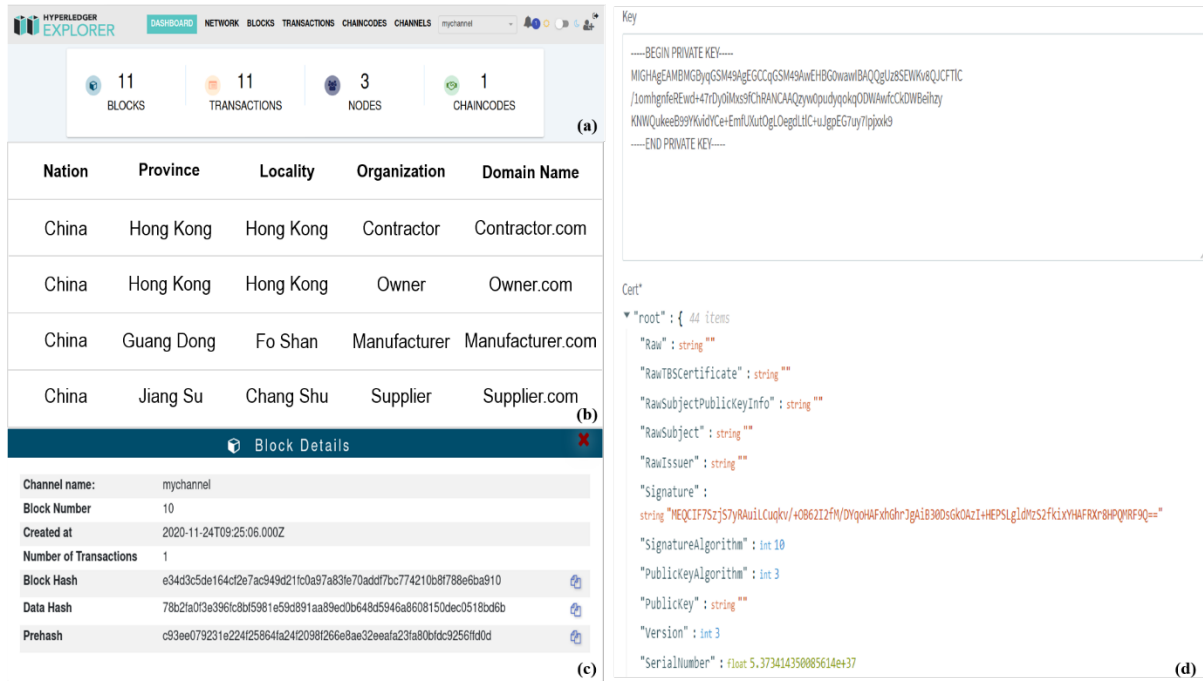 HYPERLEDGER
EXPLORER
DASHBOARD NETWORK BLOCKS TRANSACTIONS CHAINCODES CHANNELS mychannel
11 11 3 1
BLOCKS TRANSACTIONS NODES CHAINCODES
(a)
Nation Province Locality Organization Domain Name
China Hong Kong Hong Kong Contractor Contractor.com
China Hong Kong Hong Kong Owner Owner.com
China Guang Dong Fo Shan Manufacturer Manufacturer.com
China Jiang Su Chang Shu Supplier Supplier.com
(b)
Block Details
Channel name: mychannel
Block Number 10
Created at 2020-11-24T09:25:06.000Z
Number of Transactions 1
Block Hash e34d3c5de164cf2e7ac949d21fc0a97a83fe70addf7bc774210b8f788e6ba910
Data Hash 78b2fa0f3e396fc8bf5981e59d891aa89ed0b648d5946a8608150dec0518bd6b
Prehash c93ee079231e224f25864fa24f2098f266e8ae32eeafa23fa80bfdc9256ffd0d
(c)
Key
-----BEGIN PRIVATE KEY-----
-----END PRIVATE KEY-----
Cert*
"root" : { 44 items
"Raw" : string ""
"RawTBSCertificate" : string ""
"RawSubjectPublicKeyInfo" : string ""
"RawSubject" : string ""
"RawIssuer" : string ""
"Signature" :
string
"SignatureAlgorithm" : int 10
"PublicKeyAlgorithm" : int 3
"PublicKey" : string ""
"Version" : int 3
"SerialNumber" : float 5.373414350085614e+37
(d)